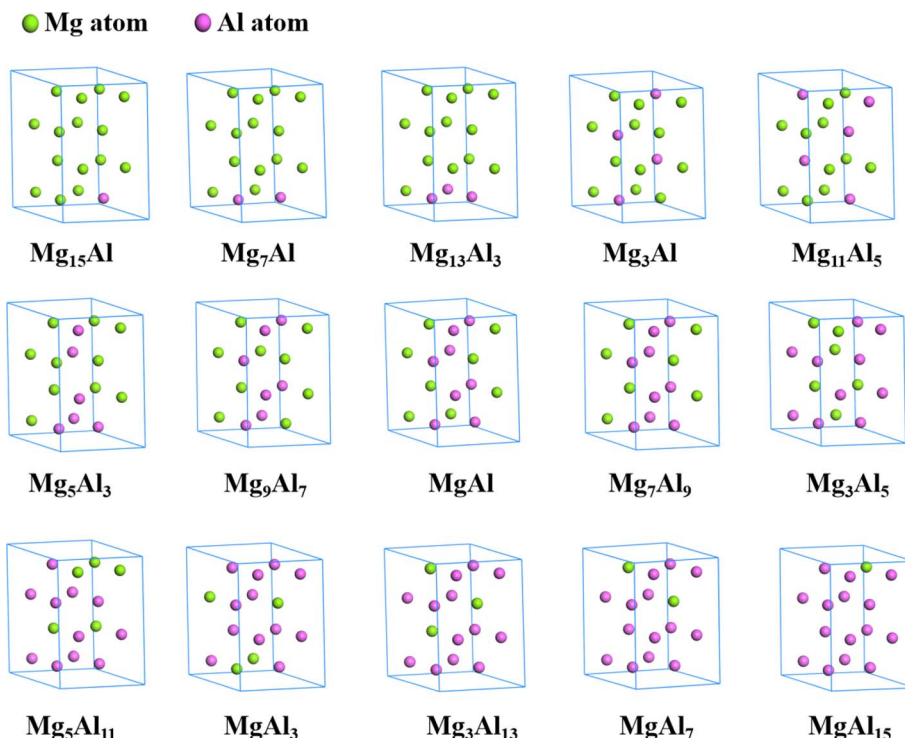 Mg atom Al atom
Mg₁₅Al Mg₇Al Mg₁₃Al₃ Mg₃Al Mg₁₁Al₅
Mg₅Al₃ Mg₉Al₇ MgAl Mg₇Al₉ Mg₃Al₅
Mg₅Al₁₁ MgAl₃ Mg₃Al₁₃ MgAl₇ MgAl₁₅